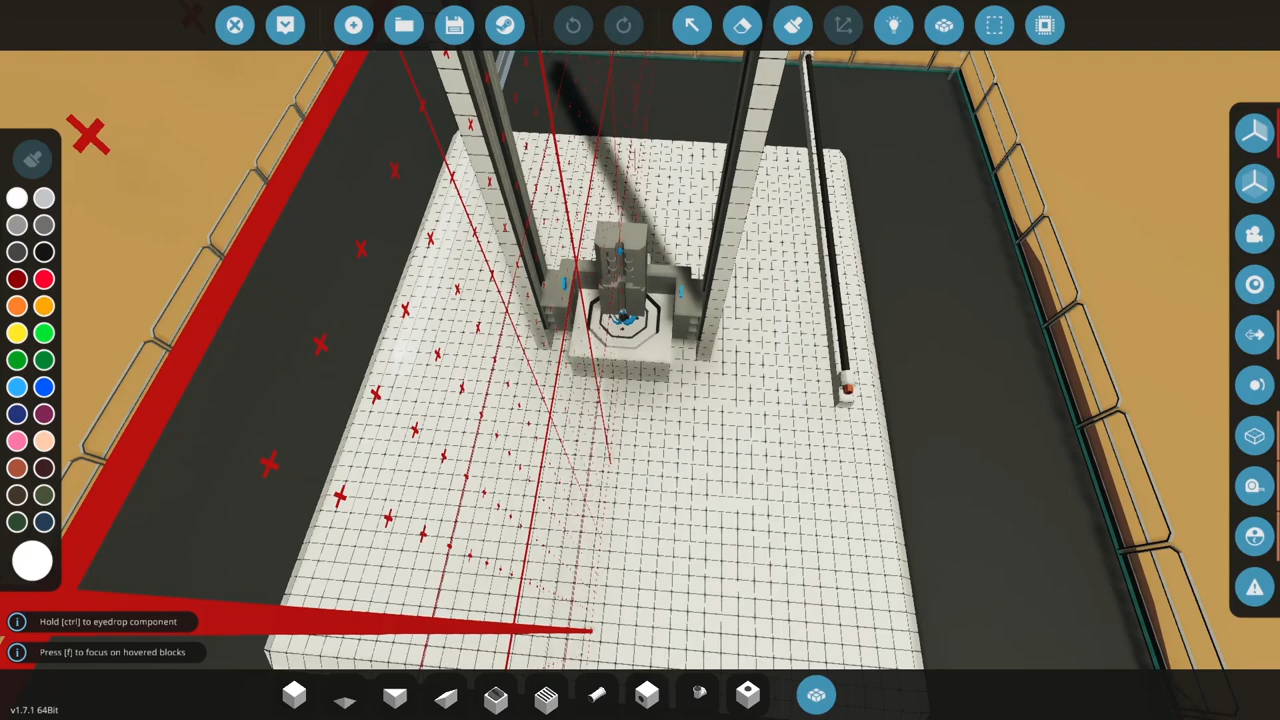 Hold [ctrl] to eyedrop component
Press [f] to focus on hovered blocks
v1.7.1 64Bit